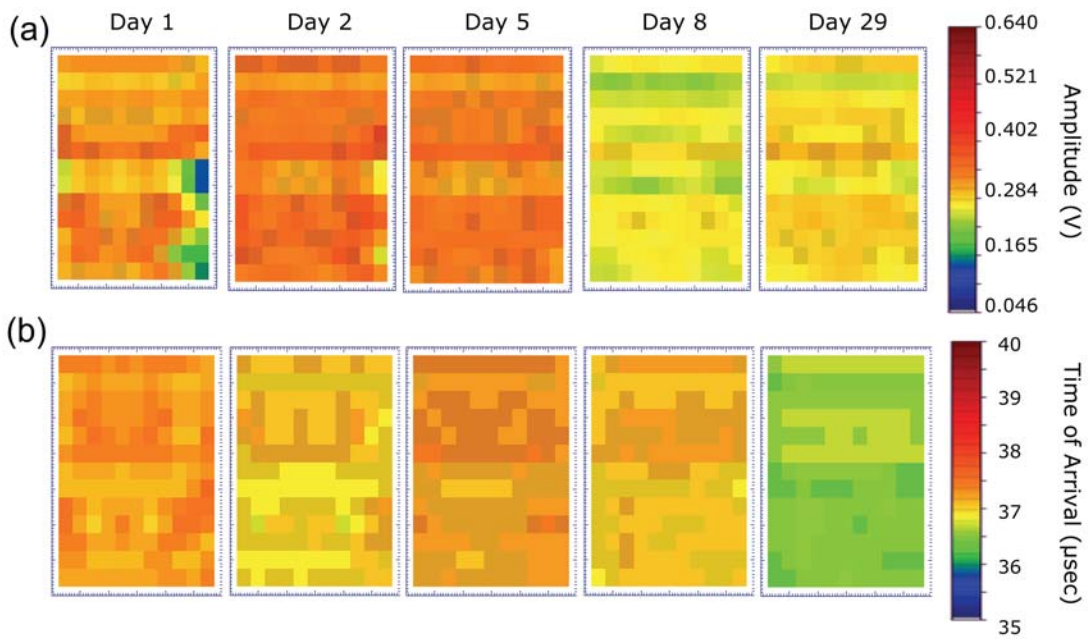 (a)
Day 1 Day 2 Day 5 Day 8 Day 29
0.640
0.521
0.402
0.284
0.165
0.046
Amplitude (V)
(b)
40
39
38
37
36
35
Time of Arrival (μsec)